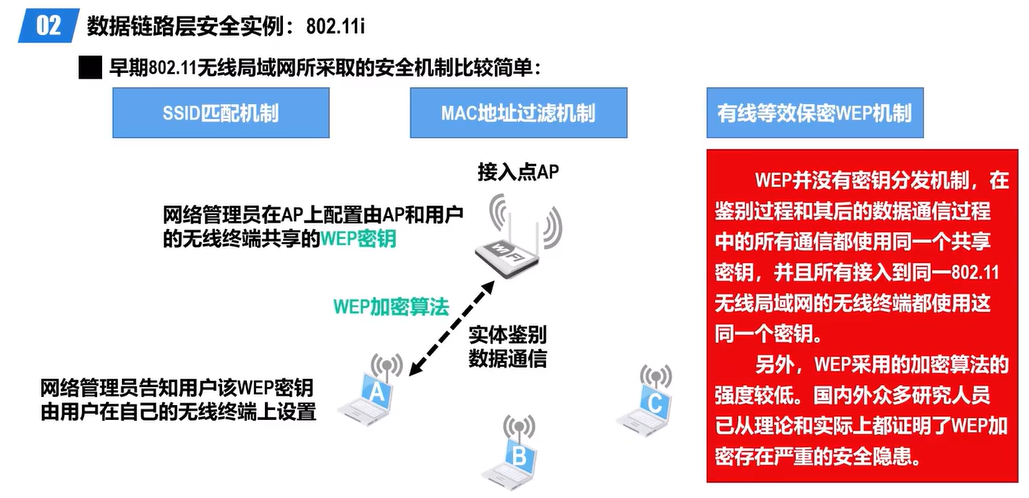 02 数据链路层安全实例：802.11i
早期802.11无线局域网所采取的安全机制比较简单：
SSID匹配机制
MAC地址过滤机制
有线等效保密WEP机制
接入点AP
网络管理员在AP上配置由AP和用户
的无线终端共享的WEP密钥
WiFi
WEP加密算法
实体鉴别
数据通信
网络管理员告知用户该WEP密钥
由用户在自己的无线终端上设置
A
B
C
WEP并没有密钥分发机制，在
鉴别过程和其后的数据通信过程
中的所有通信都使用同一个共享
密钥，并且所有接入到同一802.11
无线局域网的无线终端都使用这
同一个密钥。
另外，WEP采用的加密算法的
强度较低。国内外众多研究人员
已从理论和实际上都证明了WEP加
密存在严重的安全隐患。